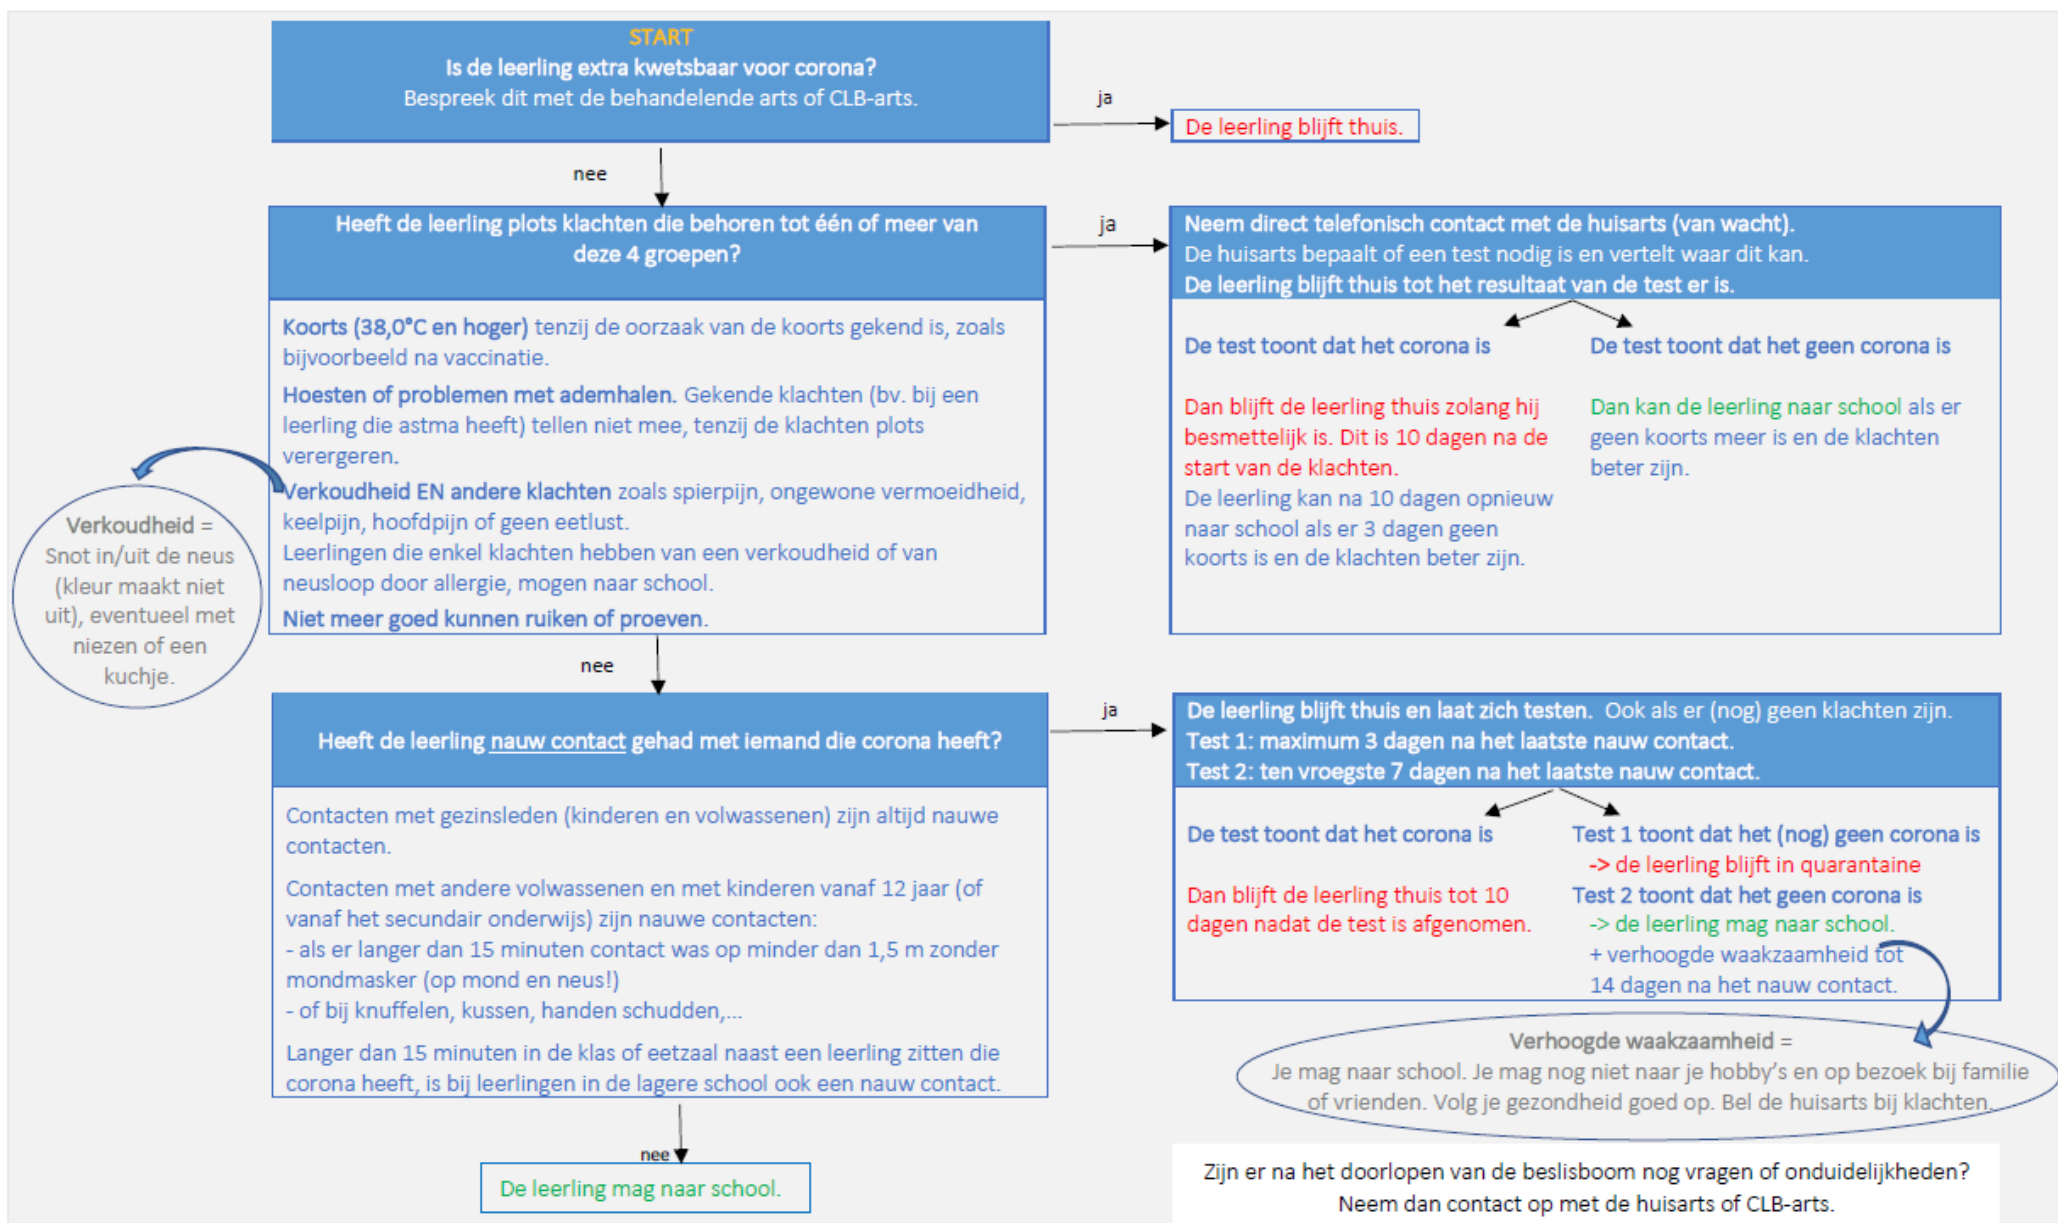 START
Is de leerling extra kwetsbaar voor corona?
Bespreek dit met de behandelende arts of CLB-arts.
ja
De leerling blijft thuis.
nee
Heeft de leerling plots klachten die behoren tot één of meer van
deze 4 groepen?
Koorts (38,0°C en hoger) tenzij de oorzaak van de koorts gekend is, zoals
bijvoorbeeld na vaccinatie.
Hoesten of problemen met ademhalen. Gekende klachten (bv. bij een
leerling die astma heeft) tellen niet mee, tenzij de klachten plots
verergeren.
Verkoudheid EN andere klachten zoals spierpijn, ongewone vermoeidheid,
keelpijn, hoofdpijn of geen eetlust.
Leerlingen die enkel klachten hebben van een verkoudheid of van
neusloop door allergie, mogen naar school.
Niet meer goed kunnen ruiken of proeven.
Verkoudheid =
Snot in/uit de neus
(kleur maakt niet
uit), eventueel met
niezen of een
kuchje.
ja
Neem direct telefonisch contact met de huisarts (van wacht).
De huisarts bepaalt of een test nodig is en vertelt waar dit kan.
De leerling blijft thuis tot het resultaat van de test er is.
De test toont dat het corona is
Dan blijft de leerling thuis zolang hij
besmettelijk is. Dit is 10 dagen na de
start van de klachten.
De leerling kan na 10 dagen opnieuw
naar school als er 3 dagen geen
koorts is en de klachten beter zijn.
De test toont dat het geen corona is
Dan kan de leerling naar school als er
geen koorts meer is en de klachten
beter zijn.
nee
Heeft de leerling nauw contact gehad met iemand die corona heeft?
Contacten met gezinsleden (kinderen en volwassenen) zijn altijd nauwe
contacten.
Contacten met andere volwassenen en met kinderen vanaf 12 jaar (of
vanaf het secundair onderwijs) zijn nauwe contacten:
- als er langer dan 15 minuten contact was op minder dan 1,5 m zonder
mondmasker (op mond en neus!)
- of bij knuffelen, kussen, handen schudden,...
Langer dan 15 minuten in de klas of eetzaal naast een leerling zitten die
corona heeft, is bij leerlingen in de lagere school ook een nauw contact.
ja
De leerling blijft thuis en laat zich testen. Ook als er (nog) geen klachten zijn.
Test 1: maximum 3 dagen na het laatste nauw contact.
Test 2: ten vroegste 7 dagen na het laatste nauw contact.
De test toont dat het corona is
Dan blijft de leerling thuis tot 10
dagen nadat de test is afgenomen.
Test 1 toont dat het (nog) geen corona is
-> de leerling blijft in quarantaine
Test 2 toont dat het geen corona is
-> de leerling mag naar school.
+ verhoogde waakzaamheid tot
14 dagen na het nauw contact.
Verhoogde waakzaamheid =
Je mag naar school. Je mag nog niet naar je hobby's en op bezoek bij familie
of vrienden. Volg je gezondheid goed op. Bel de huisarts bij klachten.
nee
De leerling mag naar school.
Zijn er na het doorlopen van de beslisboom nog vragen of onduidelijkheden?
Neem dan contact op met de huisarts of CLB-arts.